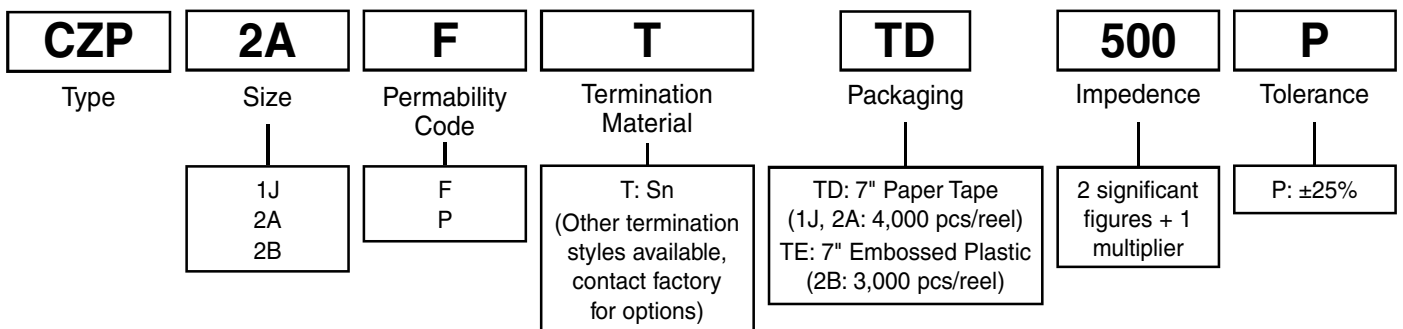 CZP 2A F T TD 500 P
Type Size Permability Code Termination Material Packaging Impedence Tolerance
1J
2A
2B
F
P
T: Sn
(Other termination
styles available,
contact factory
for options)
TD: 7" Paper Tape
(1J, 2A: 4,000 pcs/reel)
TE: 7" Embossed Plastic
(2B: 3,000 pcs/reel)
2 significant
figures + 1
multiplier
P: ±25%